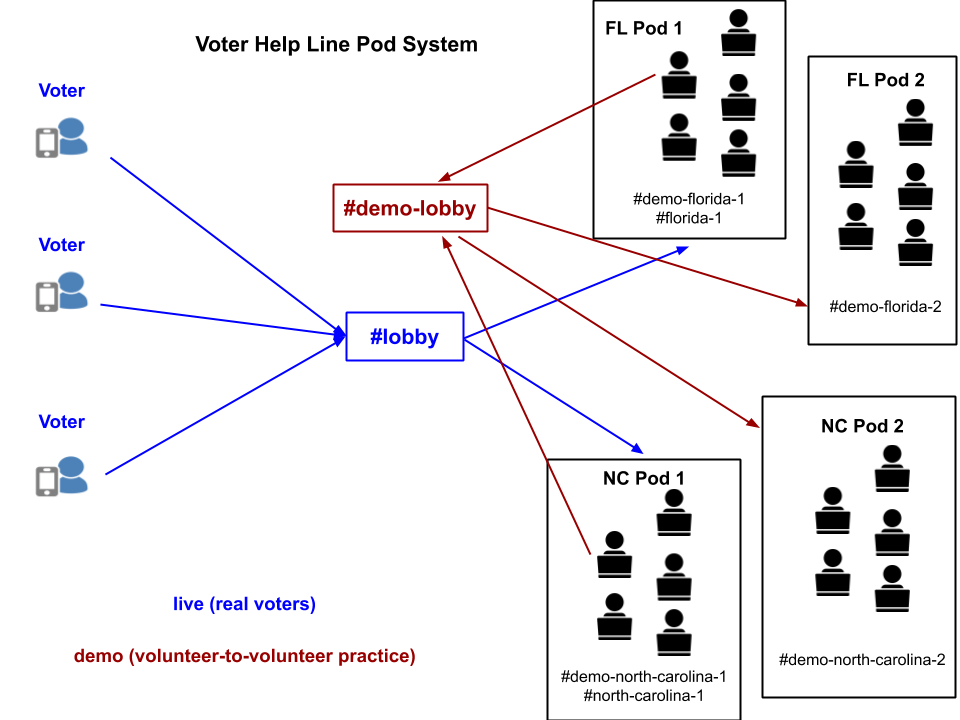 Voter Help Line Pod System
Voter
Voter
Voter
#demo-lobby
#lobby
FL Pod 1
#demo-florida-1
#florida-1
FL Pod 2
#demo-florida-2
NC Pod 1
#demo-north-carolina-1
#north-carolina-1
NC Pod 2
#demo-north-carolina-2
live (real voters)
demo (volunteer-to-volunteer practice)